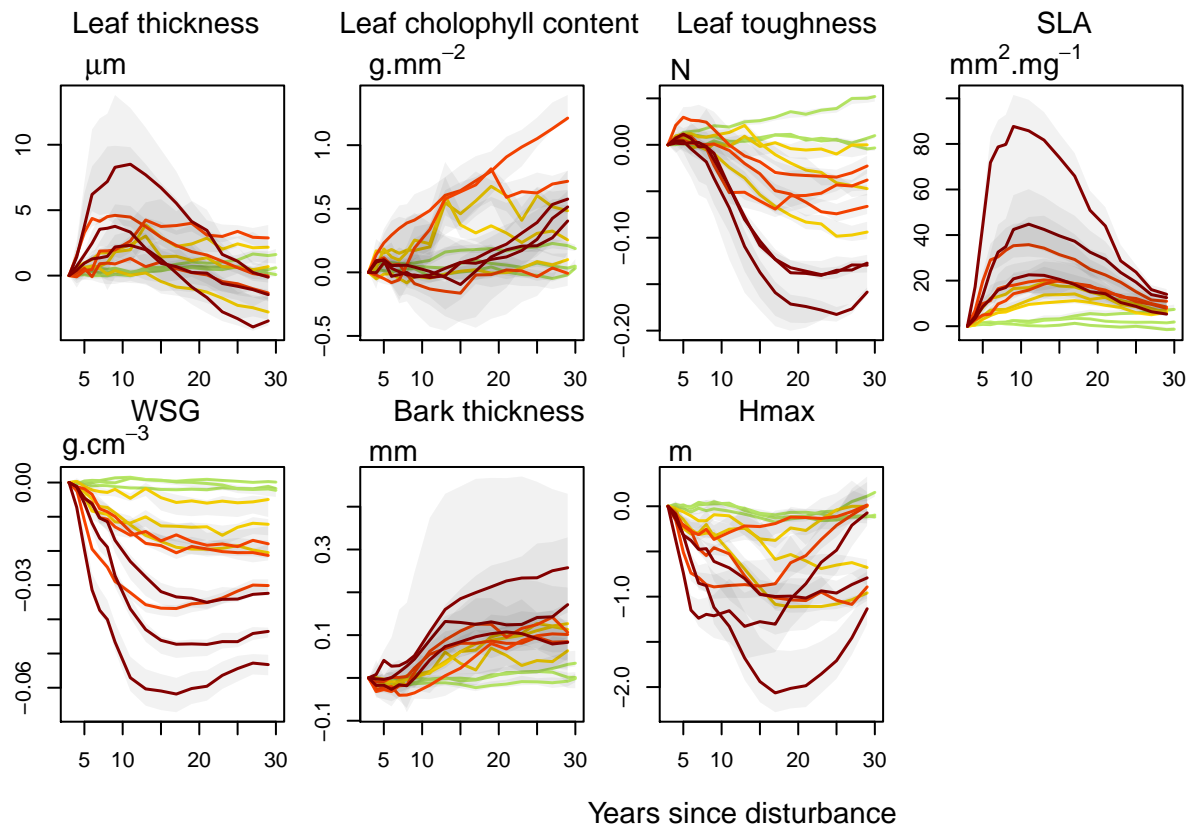 Leaf thickness Leaf cholophyll content Leaf toughness SLA
μm g.mm⁻² N mm².mg⁻¹
10
5
0
1.0
0.5
0.0
−0.5
0.00
−0.10
−0.20
80
60
40
20
0
5 10 20 30
5 10 20 30
5 10 20 30
5 10 20 30
WSG Bark thickness Hmax
g.cm⁻³ mm m
0.00
−0.03
−0.06
0.3
0.1
−0.1
0.0
−1.0
−2.0
5 10 20 30
5 10 20 30
5 10 20 30
Years since disturbance